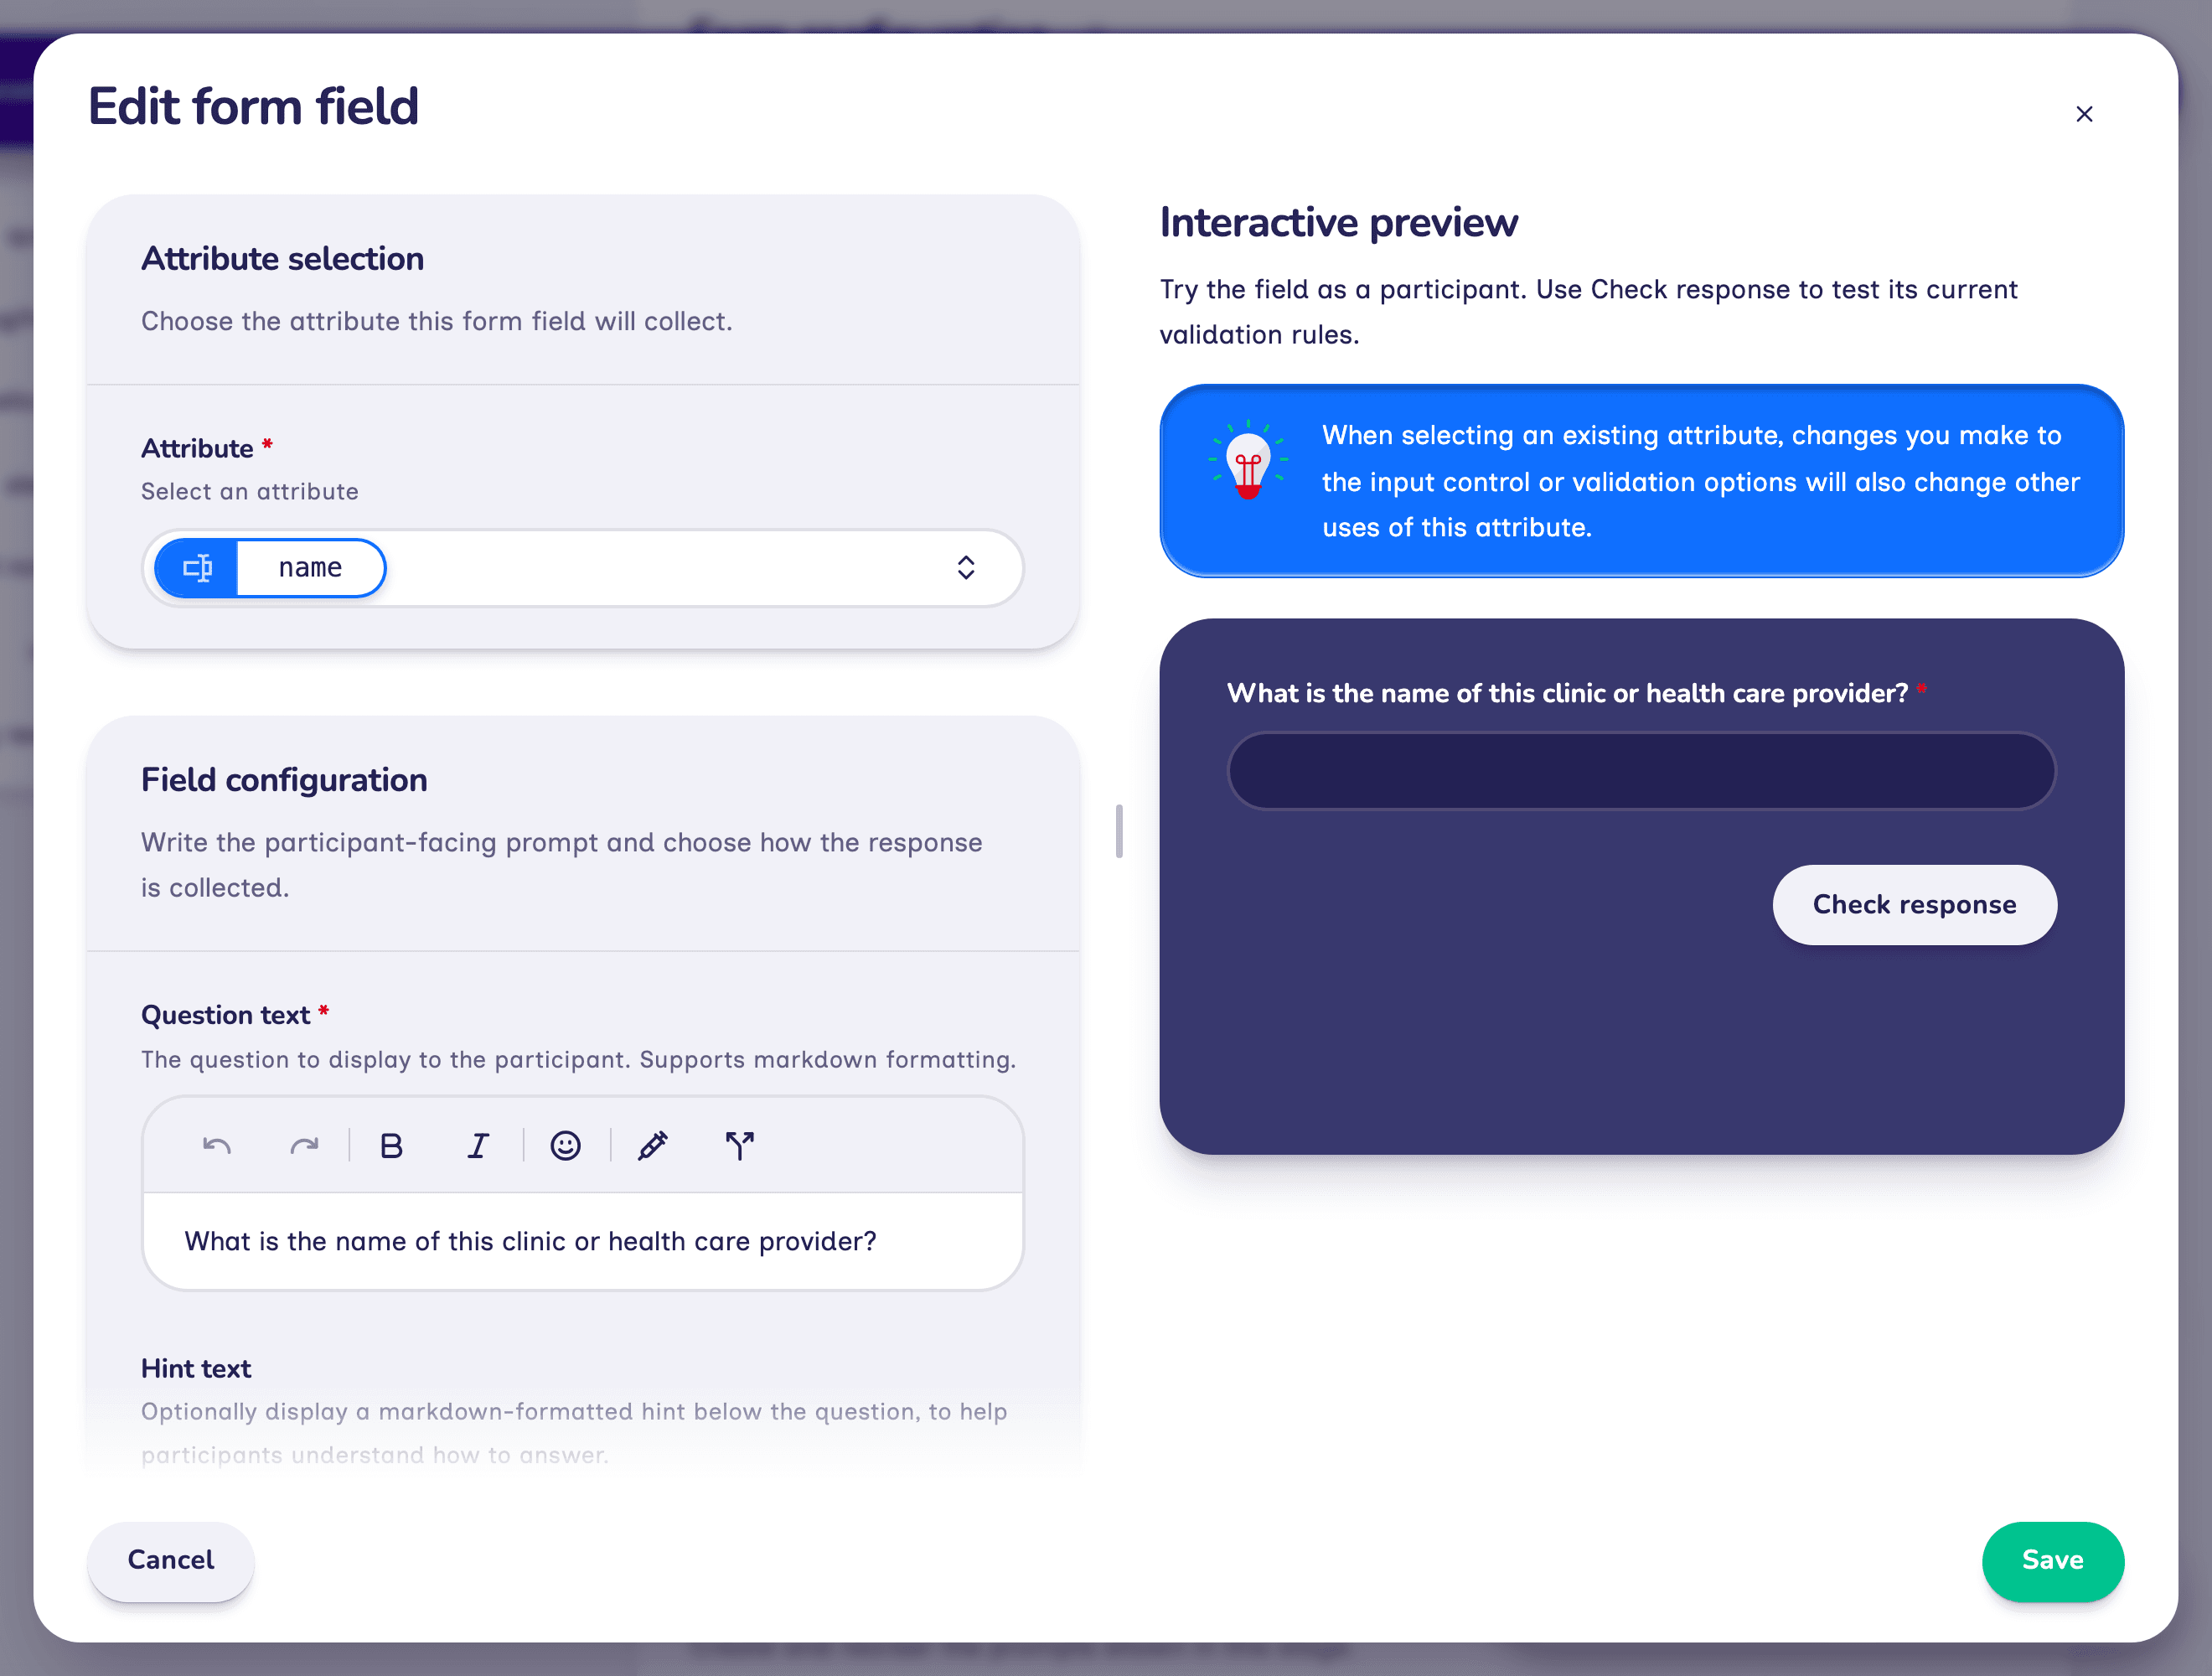 Edit form field
Attribute selection
Choose the attribute this form field will collect.
Attribute *
Select an attribute
name
Field configuration
Write the participant-facing prompt and choose how the response
is collected.
Question text *
The question to display to the participant. Supports markdown formatting.
B I
What is the name of this clinic or health care provider?
Hint text
Optionally display a markdown-formatted hint below the question, to help
participants understand how to answer.
Interactive preview
Try the field as a participant. Use Check response to test its current
validation rules.
When selecting an existing attribute, changes you make to
the input control or validation options will also change other
uses of this attribute.
What is the name of this clinic or health care provider? *
Check response
Cancel
Save